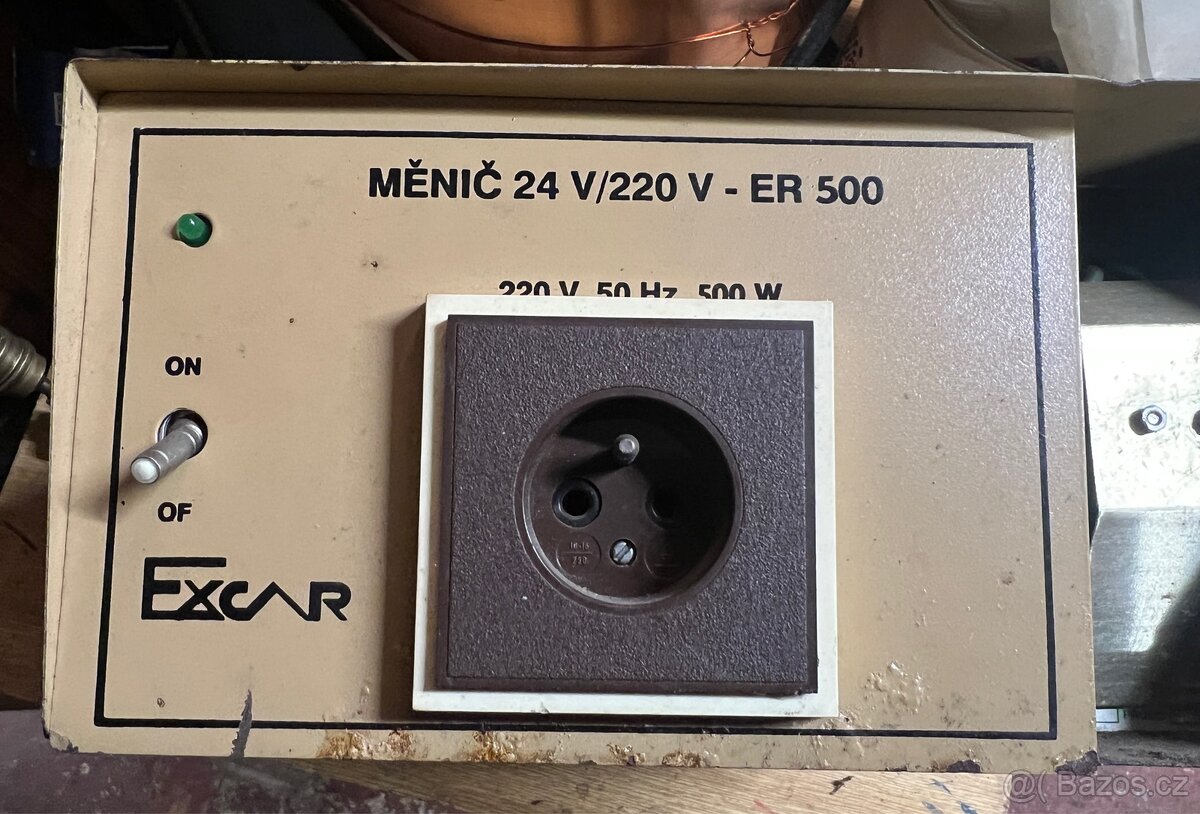 MĚNIČ 24 V/220 V - ER 500
220 V, 50 Hz, 500 W
ON
OF
EXCAR
@( Bazos.cz